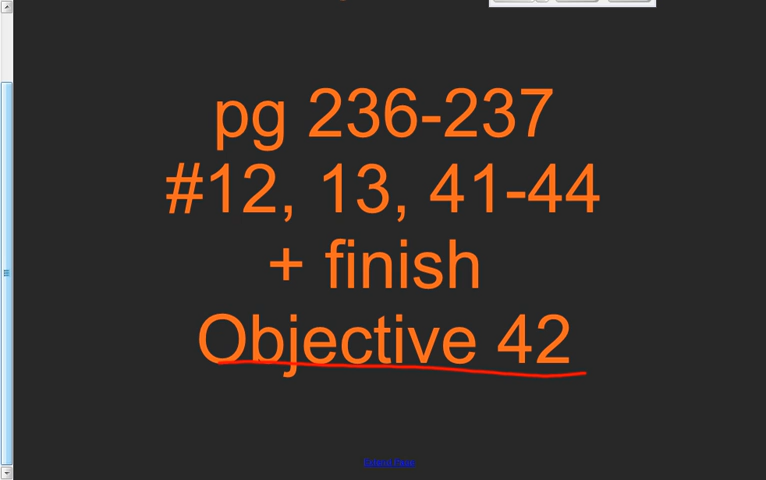 pg 236-237
#12, 13, 41-44
+ finish
Objective 42